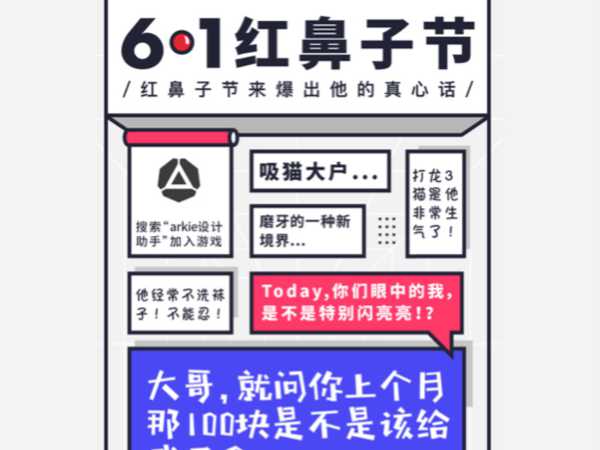 6·1红鼻子节
/红鼻子节来爆出他的真心话/
搜索“arkie设计
助手”加入游戏
吸猫大户...
磨牙的一种新
境界...
打龙3
猫是他
非常生
气了！
他经常不洗袜
子！不能忍！
Today,你们眼中的我,
是不是特别闪亮亮!?
大哥,就问你上个月
那100块是不是该给